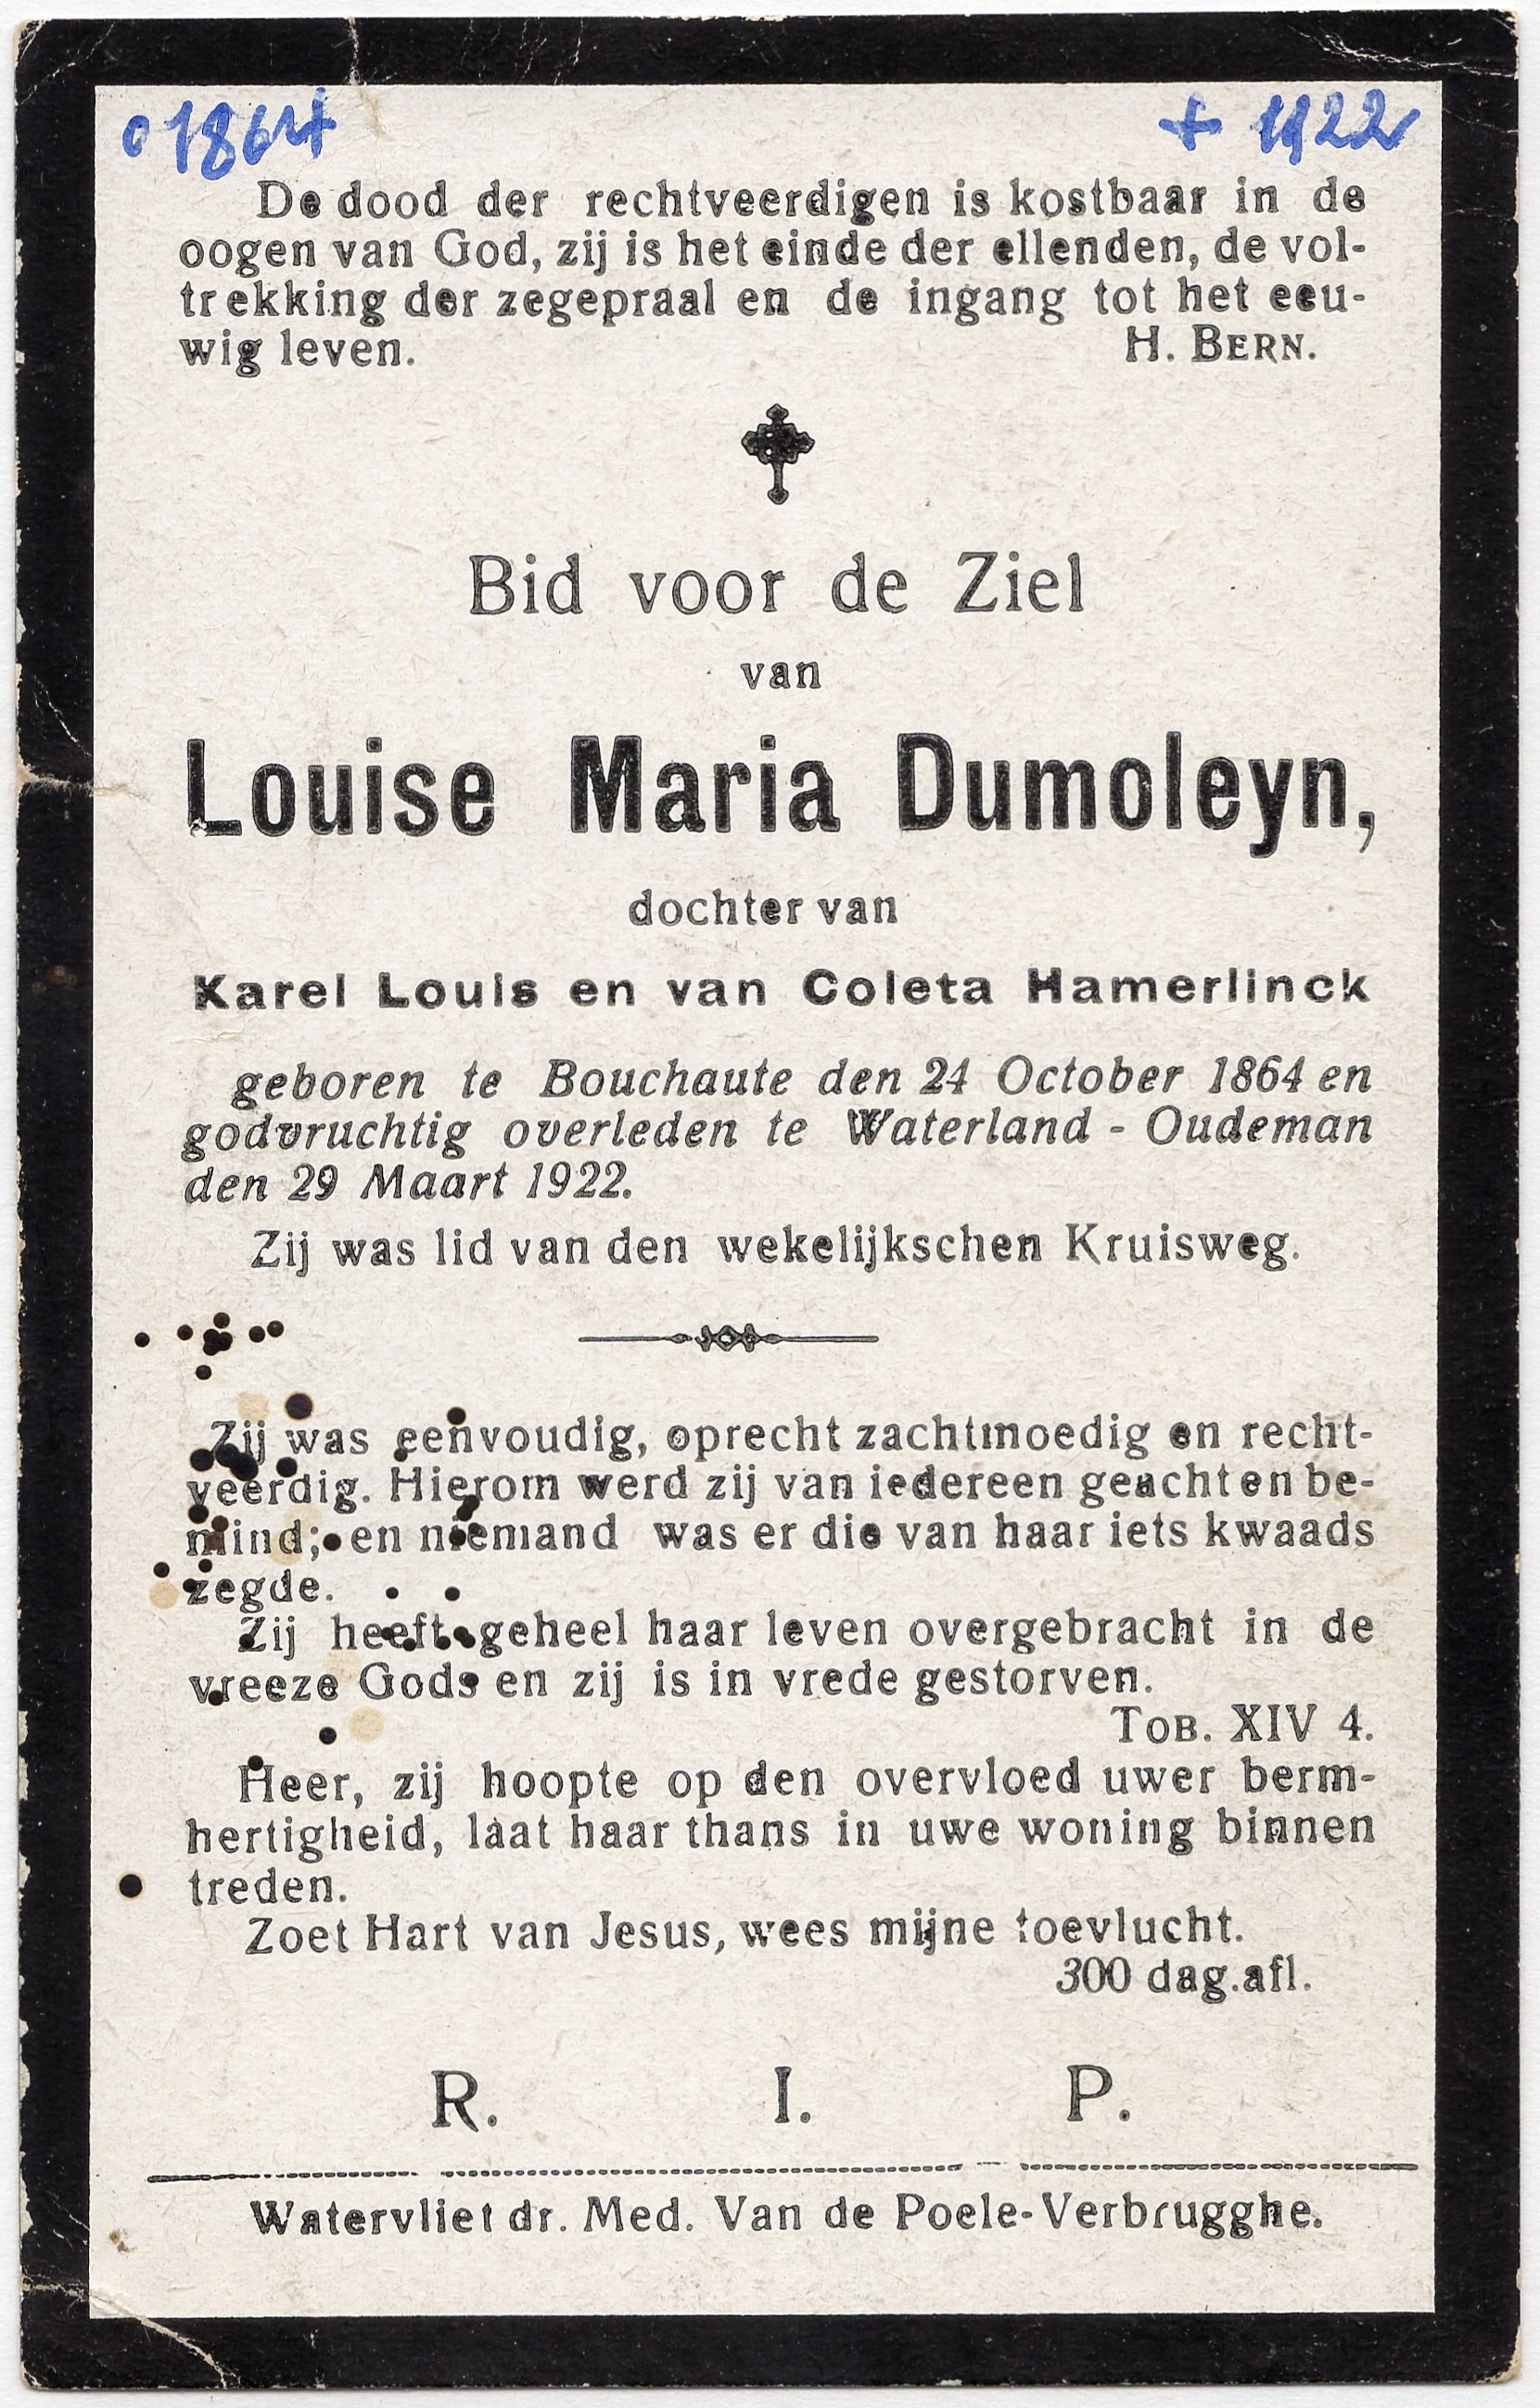 ° 1864
+ 1922
De dood der rechtveerdigen is kostbaar in de
oogen van God, zij is het einde der ellenden, de vol-
trekking der zegepraal en de ingang tot het eeu-
wig leven. H. BERN.
Bid voor de Ziel
van
Louise Maria Dumoleyn,
dochter van
Karel Louis en van Coleta Hamerlinck
geboren te Bouchaute den 24 October 1864 en
godvruchtig overleden te Waterland - Oudeman
den 29 Maart 1922.
Zij was lid van den wekelijkschen Kruisweg.
Zij was eenvoudig, oprecht zachtmoedig en recht-
veerdig. Hierom werd zij van iedereen geacht en be-
mind; en niemand was er die van haar iets kwaads
zegde.
Zij heeft geheel haar leven overgebracht in de
vreeze Gods en zij is in vrede gestorven.
TOB. XIV 4.
Heer, zij hoopte op den overvloed uwer berm-
hertigheid, laat haar thans in uwe woning binnen
treden.
Zoet Hart van Jesus, wees mijne toevlucht.
300 dag.afl.
R. I. P.
Watervliet dr. Med. Van de Poele-Verbrugghe.